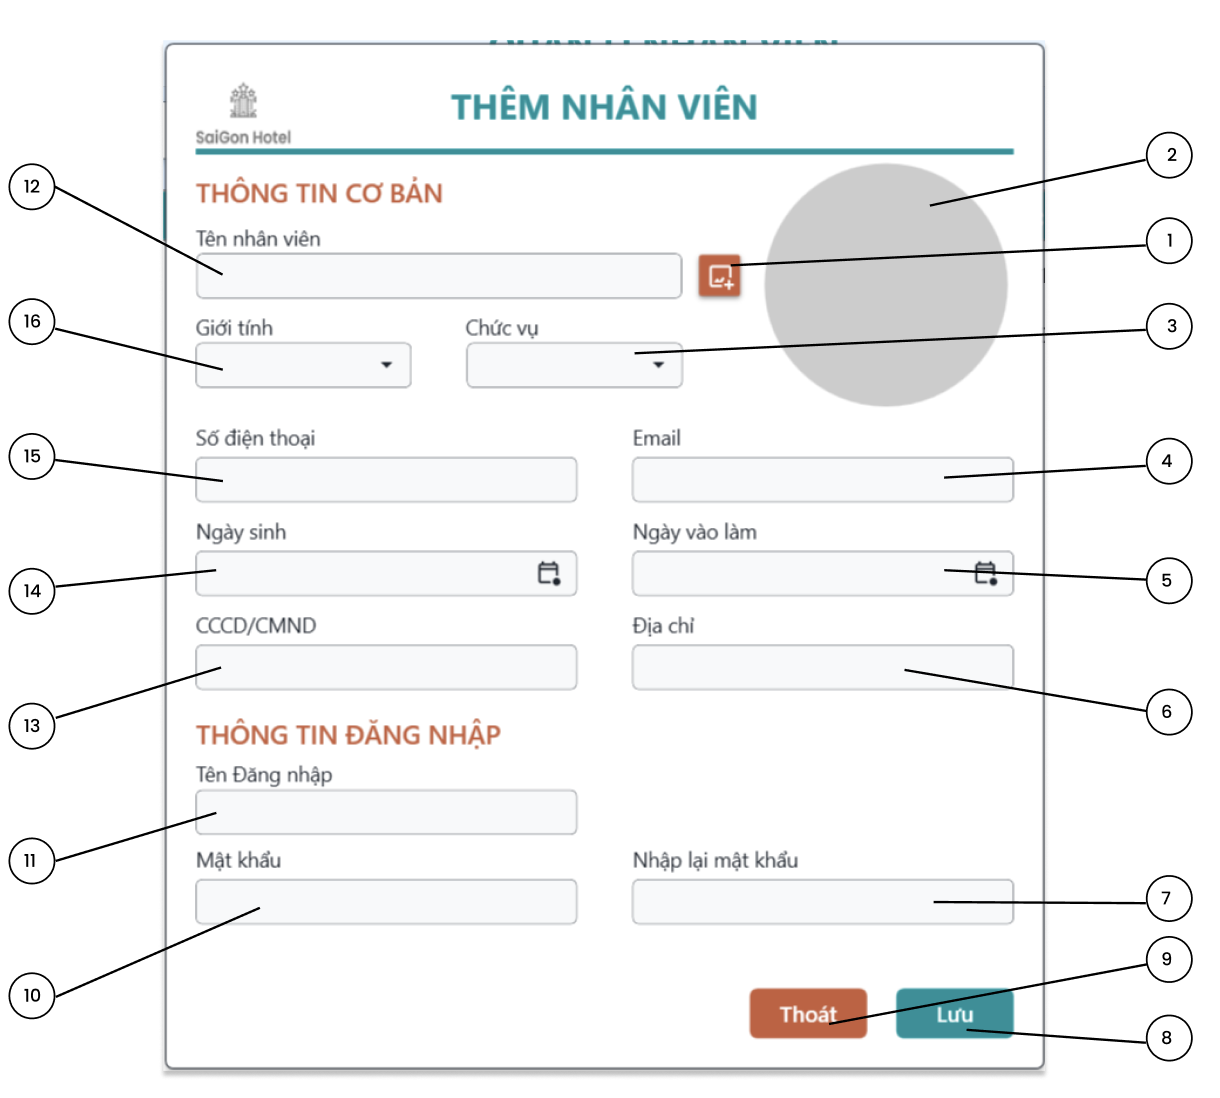 SaiGon Hotel
THÊM NHÂN VIÊN
THÔNG TIN CƠ BẢN
2
12
Tên nhân viên
1
16
Giới tính
Chức vụ
3
Số điện thoại
Email
15
4
Ngày sinh
Ngày vào làm
14
5
CCCD/CMND
Địa chỉ
13
6
THÔNG TIN ĐĂNG NHẬP
Tên Đăng nhập
11
Mật khẩu
Nhập lại mật khẩu
7
10
9
Thoát
Lưu
8